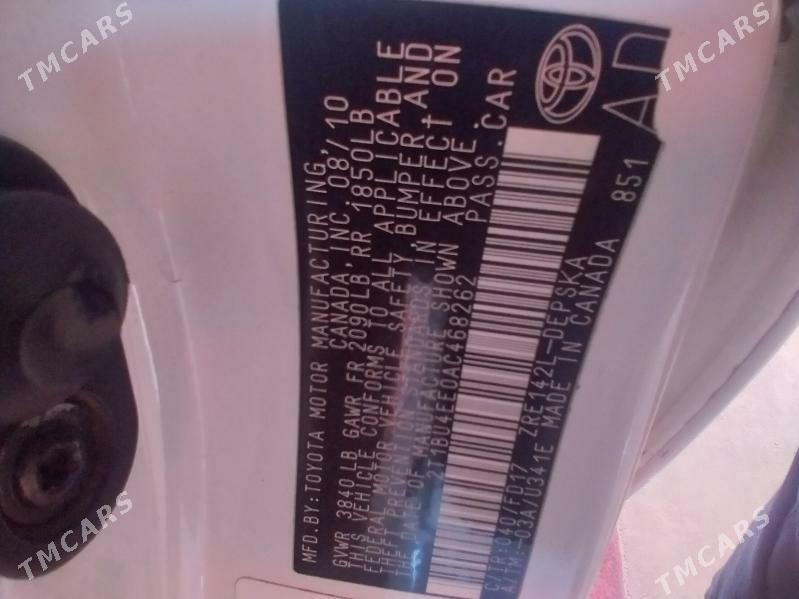 MFD.BY:TOYOTA MOTOR MANUFACTURING,
CANADA, INC. 08/10
GVWR 3840LB GAWR FR 2090LB RR 1850LB
THIS VEHICLE CONFORMS TO ALL APPLICABLE
FEDERAL MOTOR VEHICLE SAFETY, BUMPER AND
THEFT PREVENTION STANDARDS IN EFFECT ON
THE DATE OF MANUFACTURE SHOWN ABOVE.
2T1BU4EE0AC468262 PASS.CAR
C/TR:040/FD17 ZRE142L-DEPSKA
A/TM:-03A/U341E MADE IN CANADA 851
TMCARS
TMCARS
TMCARS
TMCARS